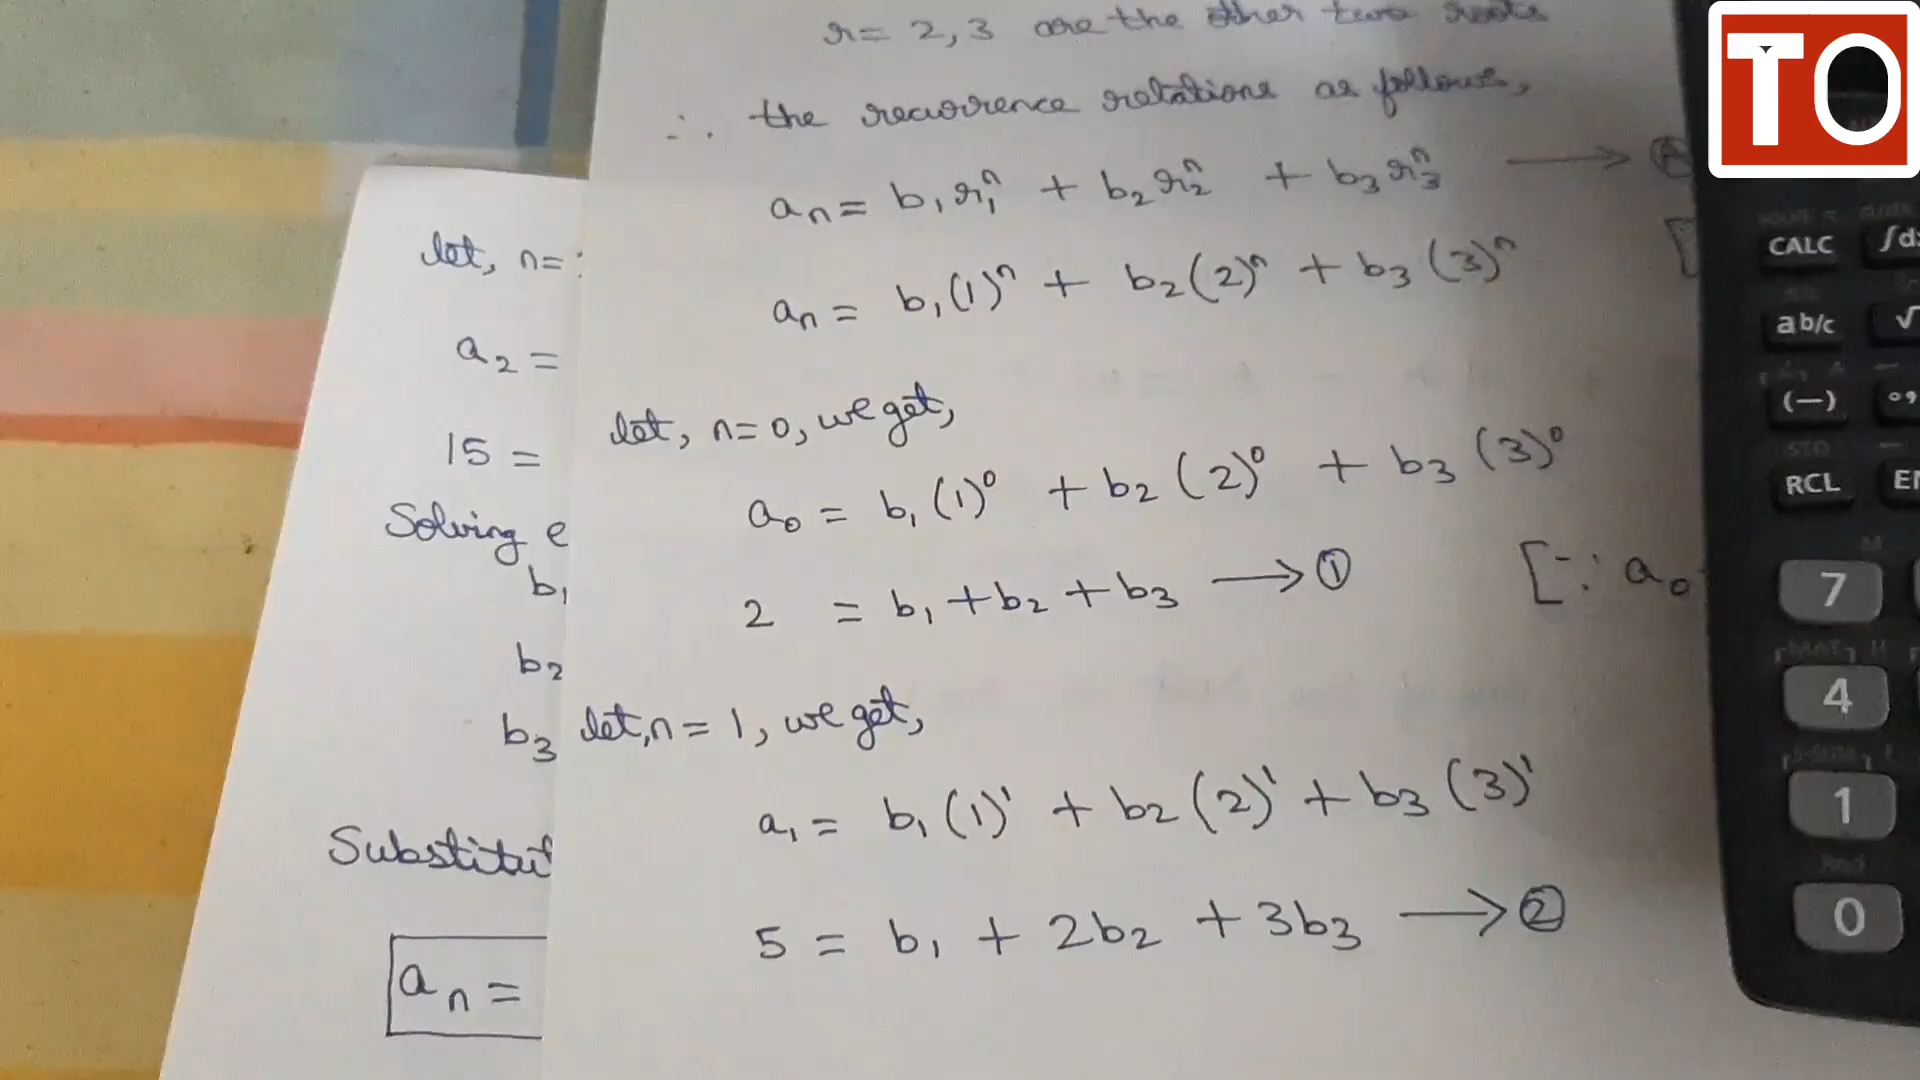 r = 2, 3 are the other two roots
∴ the recurrence relations as follows,
aₙ = b₁r₁ⁿ + b₂r₂ⁿ + b₃r₃ⁿ ⟶
aₙ = b₁(1)ⁿ + b₂(2)ⁿ + b₃(3)ⁿ
let, n=0, we get,
a₀ = b₁(1)⁰ + b₂(2)⁰ + b₃(3)⁰
2 = b₁ + b₂ + b₃ ⟶ ① [∵ a₀
let, n = 1, we get,
a₁ = b₁(1)¹ + b₂(2)¹ + b₃(3)¹
5 = b₁ + 2b₂ + 3b₃ ⟶ ②
let, n=
a₂ =
15 =
Solving
b₁
b₂
b₃
aₙ =
TO
CALC
ab/c
√
(—)
RCL
7
4
1
0